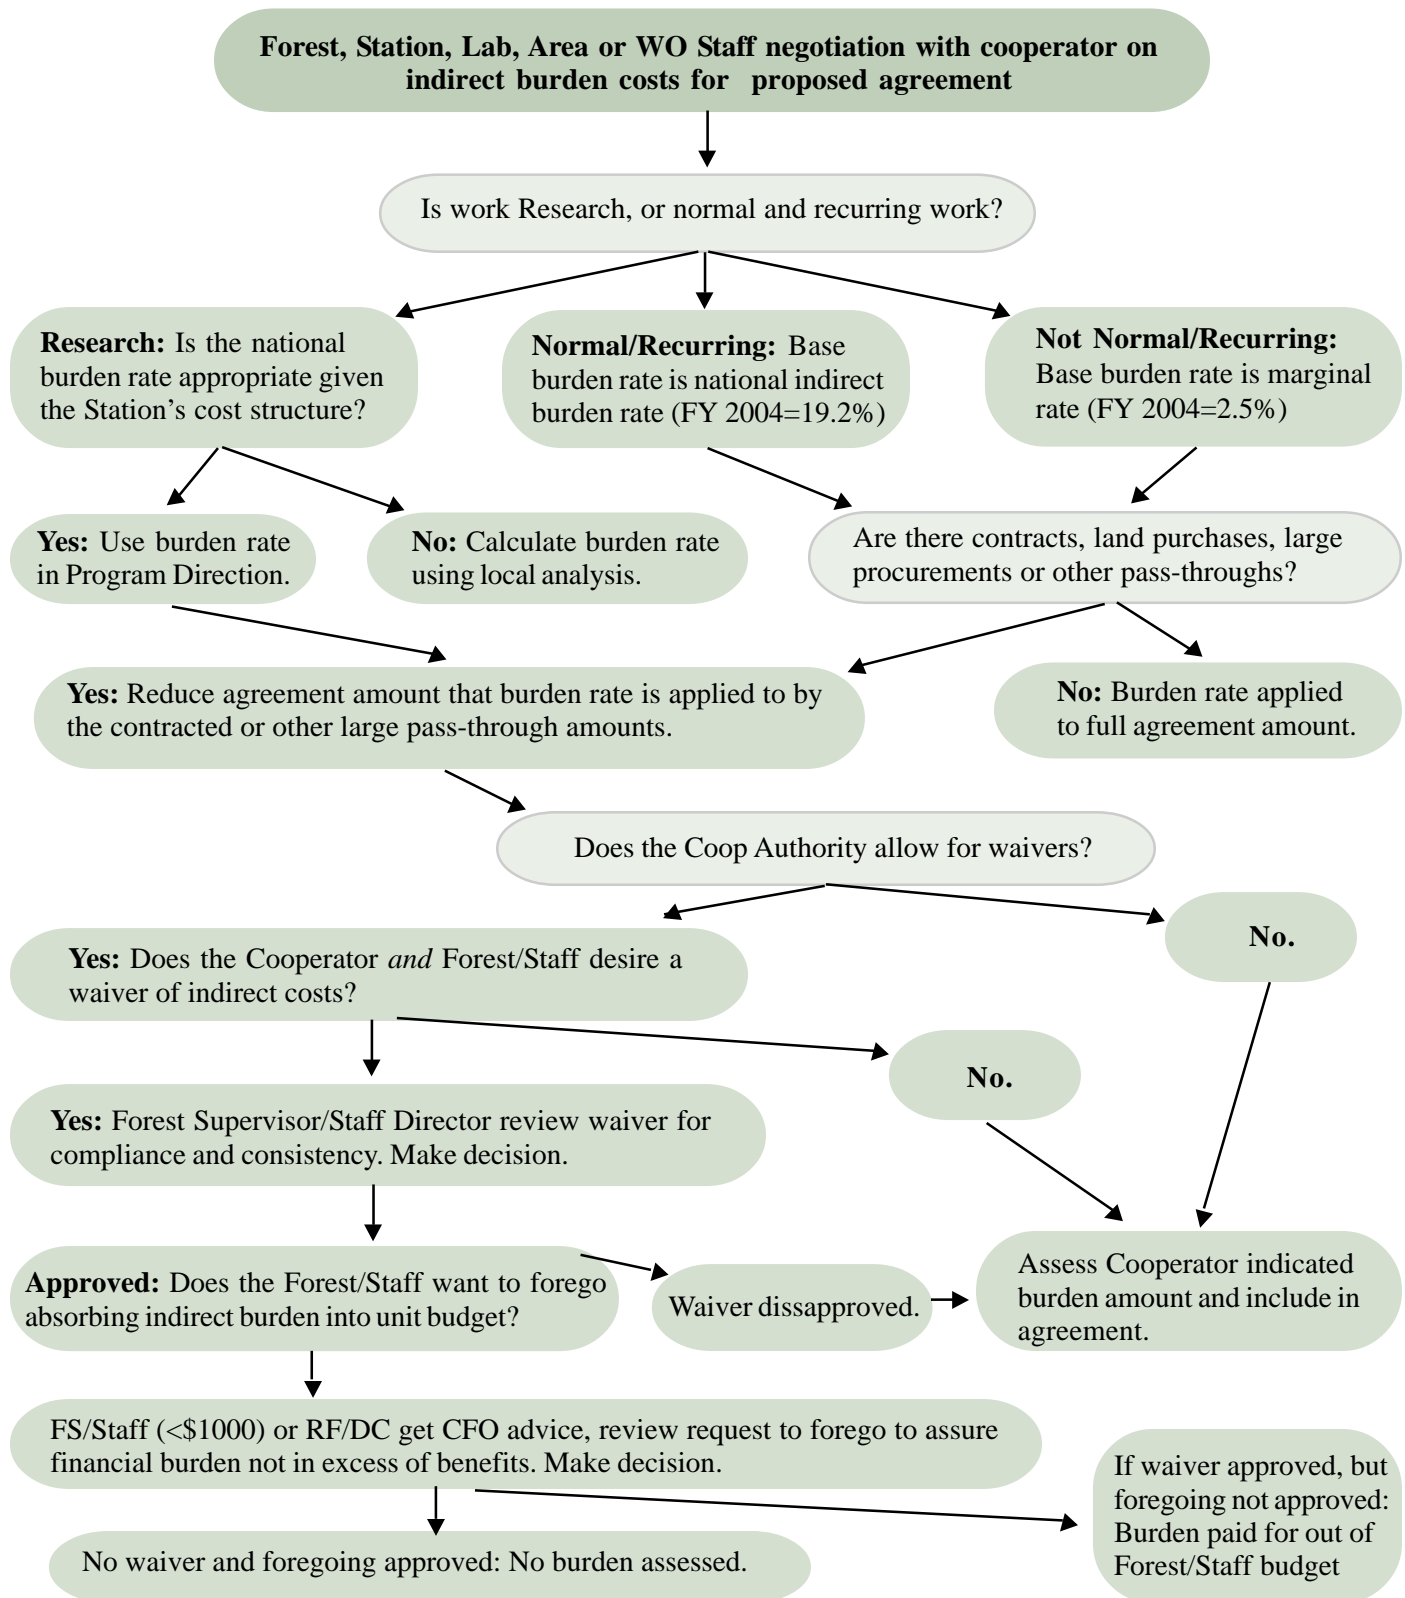 Forest, Station, Lab, Area or WO Staff negotiation with cooperator on
indirect burden costs for proposed agreement
Is work Research, or normal and recurring work?
Research: Is the national
burden rate appropriate given
the Station's cost structure?
Normal/Recurring: Base
burden rate is national indirect
burden rate (FY 2004=19.2%)
Not Normal/Recurring:
Base burden rate is marginal
rate (FY 2004=2.5%)
Yes: Use burden rate
in Program Direction.
No: Calculate burden rate
using local analysis.
Are there contracts, land purchases, large
procurements or other pass-throughs?
Yes: Reduce agreement amount that burden rate is applied to by
the contracted or other large pass-through amounts.
No: Burden rate applied
to full agreement amount.
Does the Coop Authority allow for waivers?
Yes: Does the Cooperator and Forest/Staff desire a
waiver of indirect costs?
No.
No.
Yes: Forest Supervisor/Staff Director review waiver for
compliance and consistency. Make decision.
Approved: Does the Forest/Staff want to forego
absorbing indirect burden into unit budget?
Waiver dissapproved.
Assess Cooperator indicated
burden amount and include in
agreement.
FS/Staff (<$1000) or RF/DC get CFO advice, review request to forego to assure
financial burden not in excess of benefits. Make decision.
If waiver approved, but
foregoing not approved:
Burden paid for out of
Forest/Staff budget
No waiver and foregoing approved: No burden assessed.